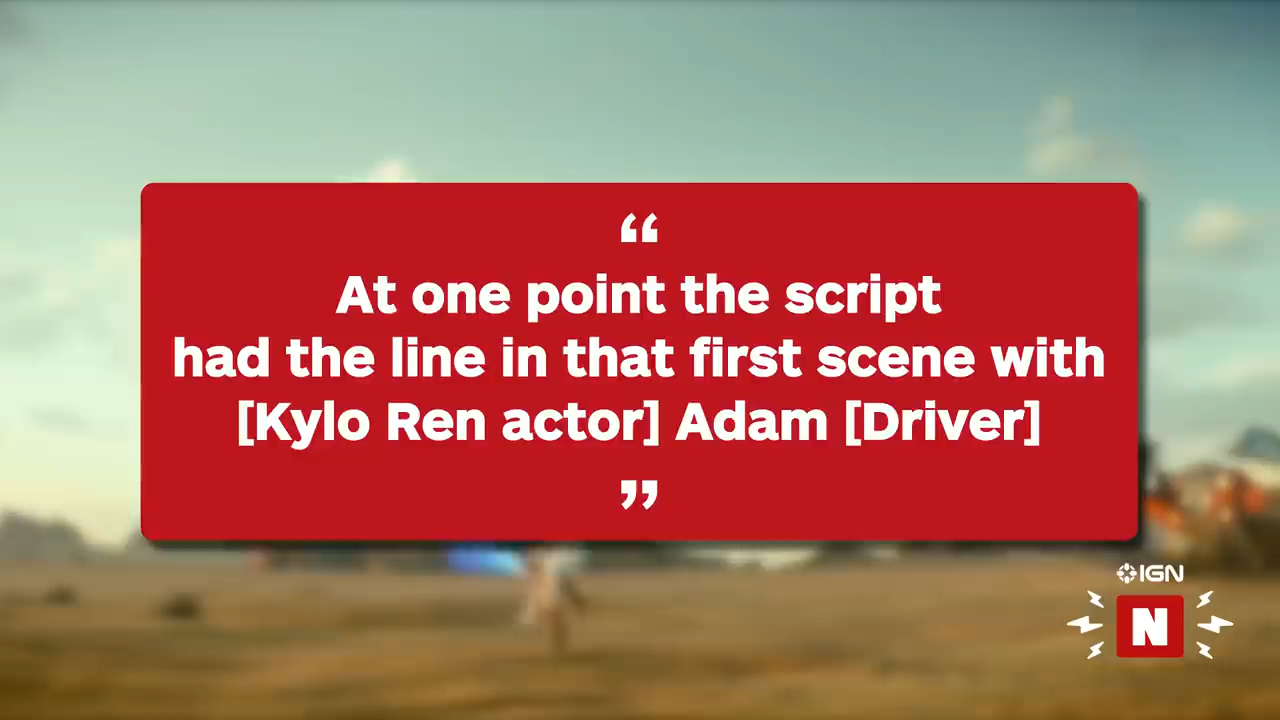 “
At one point the script
had the line in that first scene with
[Kylo Ren actor] Adam [Driver]
”
IGN
N